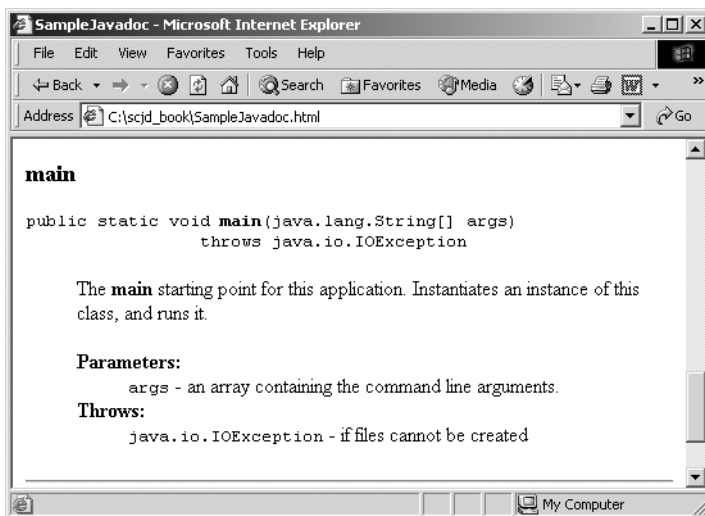 SampleJavadoc - Microsoft Internet Explorer
File Edit View Favorites Tools Help
Back Search Favorites Media W »
Address C:\scjd_book\SampleJavadoc.html Go
main
public static void main(java.lang.String[] args)
throws java.io.IOException
The main starting point for this application. Instantiates an instance of this
class, and runs it.
Parameters:
args - an array containing the command line arguments.
Throws:
java.io.IOException - if files cannot be created
My Computer